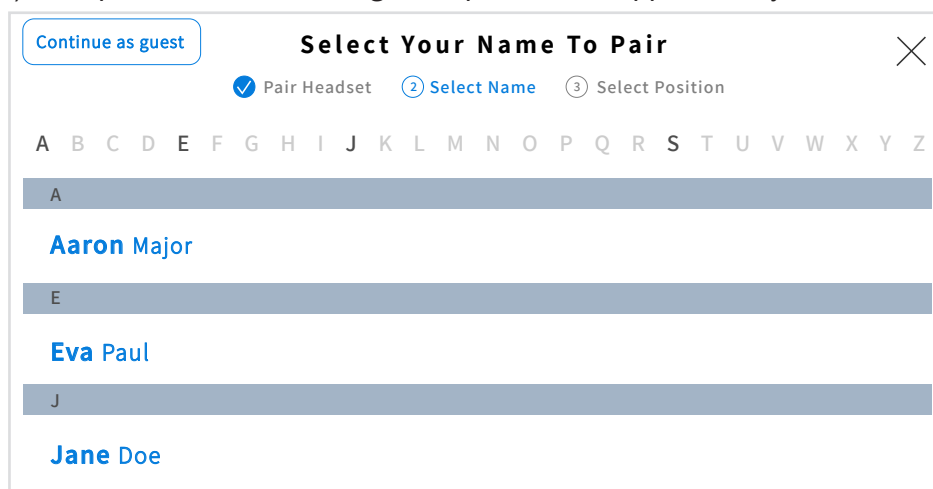 Continue as guest
Select Your Name To Pair
Pair Headset 2 Select Name 3 Select Position
A B C D E F G H I J K L M N O P Q R S T U V W X Y Z
A
Aaron Major
E
Eva Paul
J
Jane Doe